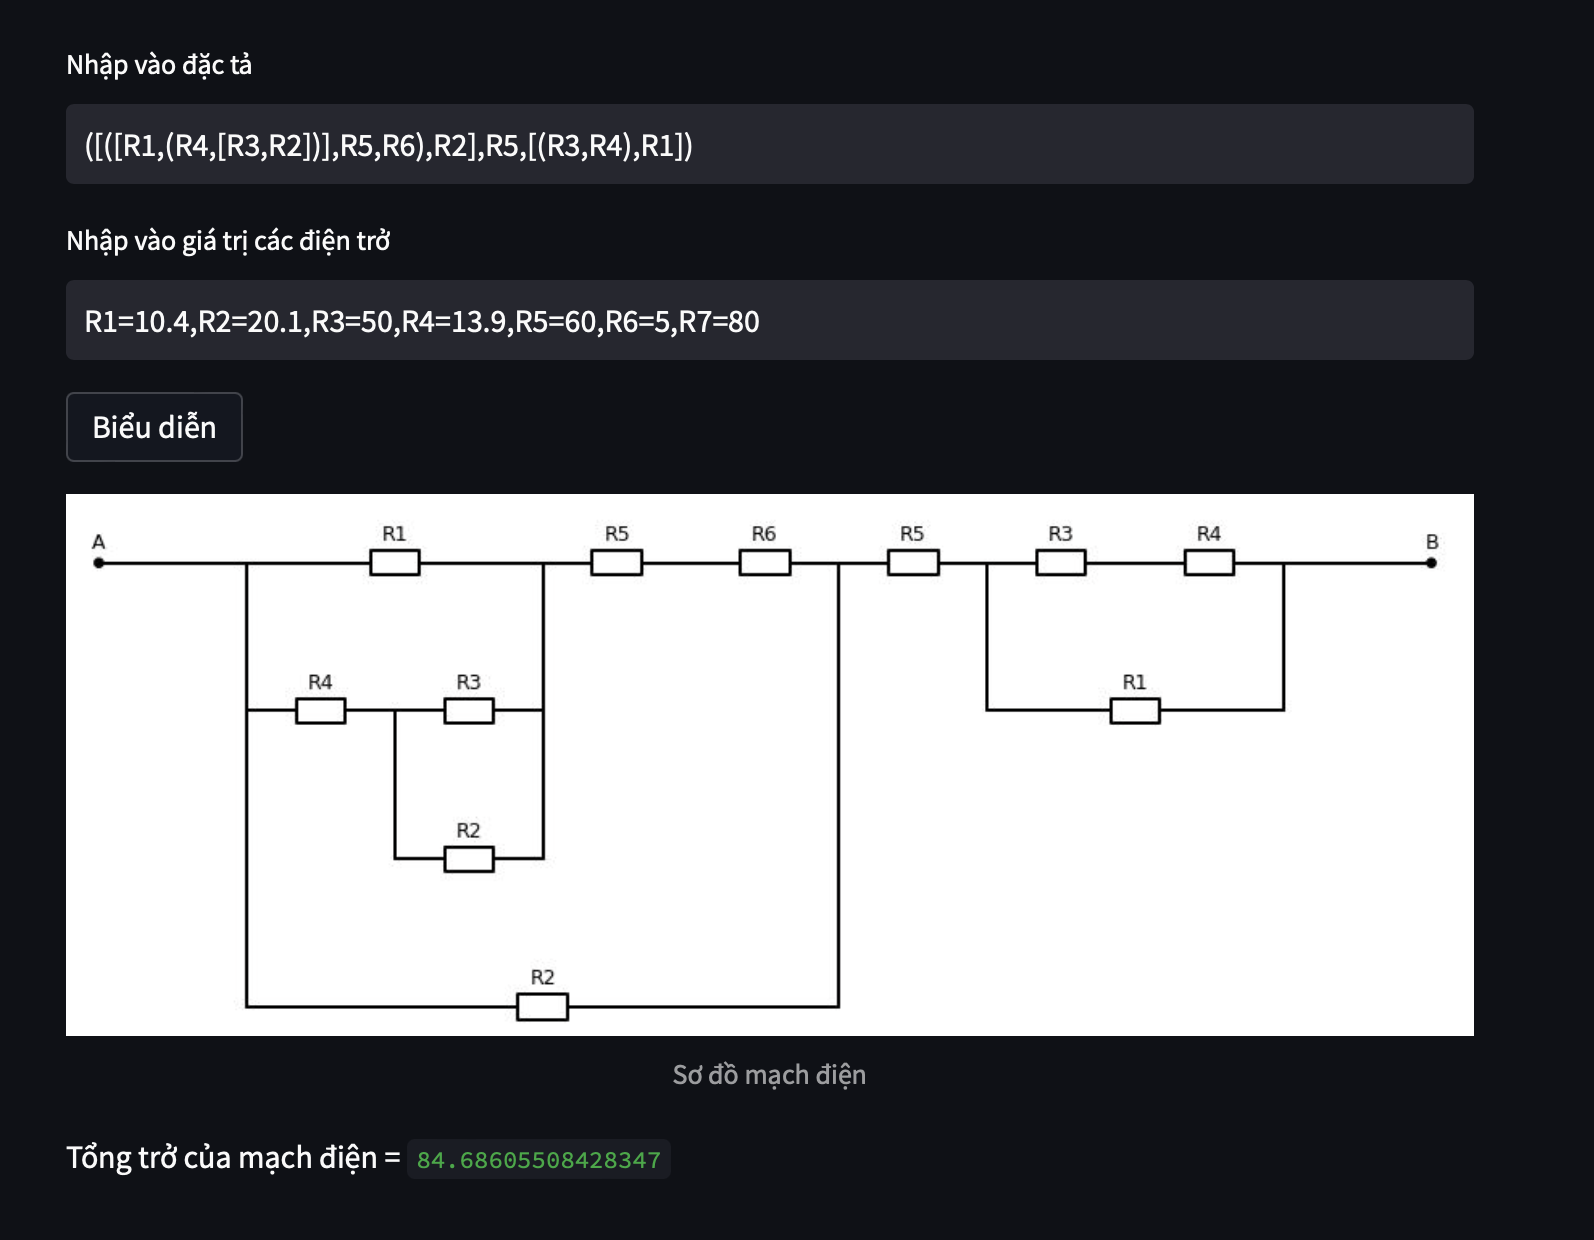 Nhập vào đặc tả
([([R1,(R4,[R3,R2])],R5,R6),R2],R5,[(R3,R4),R1])
Nhập vào giá trị các điện trở
R1=10.4,R2=20.1,R3=50,R4=13.9,R5=60,R6=5,R7=80
Biểu diễn
A R1 R5 R6 R5 R3 R4 B
R4 R3 R1
R2
R2
Sơ đồ mạch điện
Tổng trở của mạch điện = 84.68605508428347